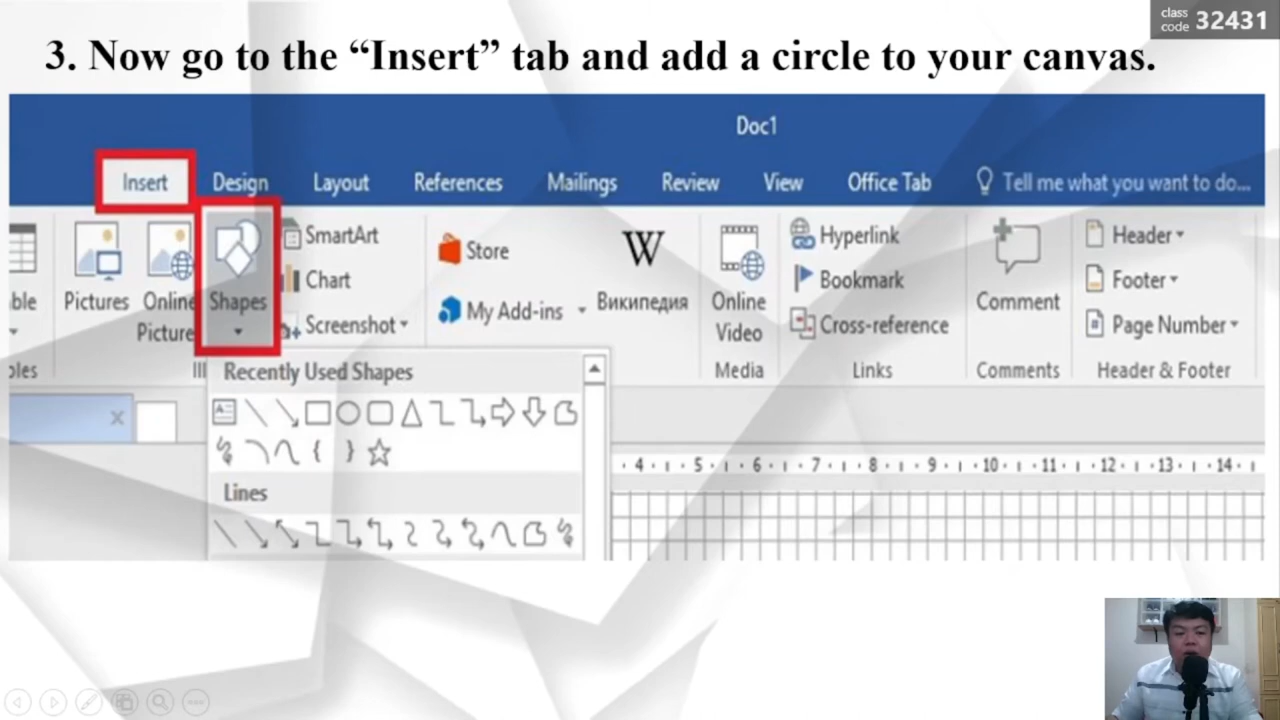 class
code 32431
3. Now go to the “Insert” tab and add a circle to your canvas.
Doc1
Insert Design Layout References Mailings Review View Office Tab Tell me what you want to do...
SmartArt
Chart
Screenshot
Pictures
Online
Picture
Shapes
Store
My Add-ins
W
Википедия
Online
Video
Media
Hyperlink
Bookmark
Cross-reference
Links
Comment
Comments
Header
Footer
Page Number
Header & Footer
Recently Used Shapes
Lines
4 5 6 7 8 9 10 11 12 13 14